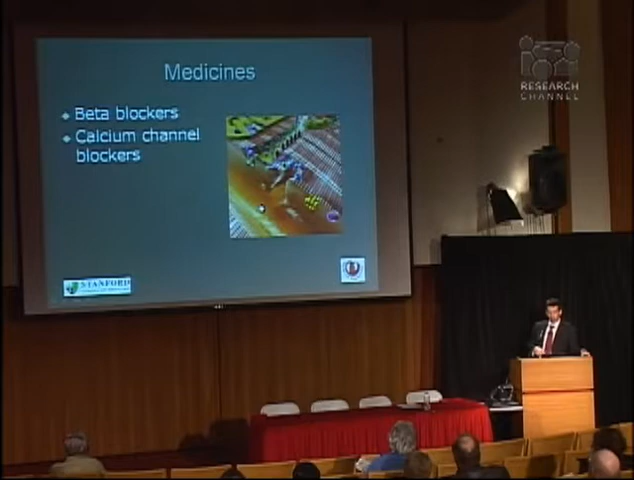 Medicines
Beta blockers
Calcium channel
blockers
STANFORD
RESEARCH
CHANNEL